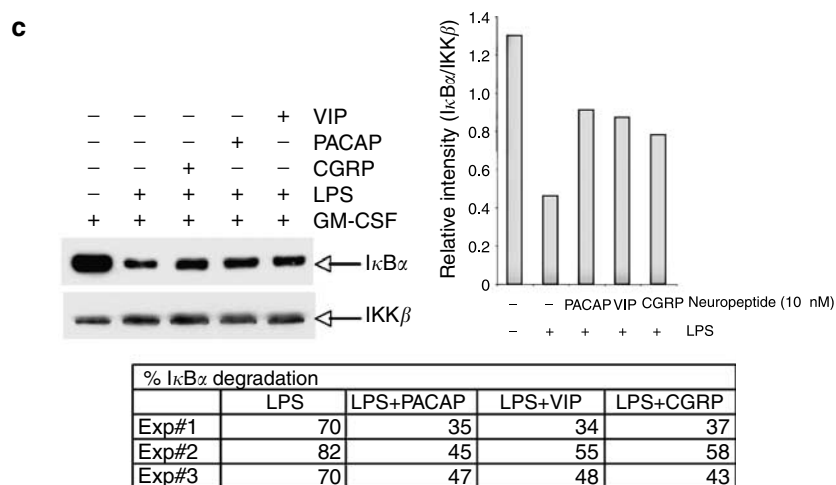 c
– – – – + VIP
– – – + – PACAP
– – + – – CGRP
– + + + + LPS
+ + + + + GM-CSF
IκBα
IKKβ
Relative intensity (IκBα/IKKβ)
1.4
1.2
1.0
0.8
0.6
0.4
0.2
0
– – PACAP VIP CGRP Neuropeptide (10 nM)
– + + + + LPS
% IκBα degradation
LPS LPS+PACAP LPS+VIP LPS+CGRP
Exp#1 70 35 34 37
Exp#2 82 45 55 58
Exp#3 70 47 48 43